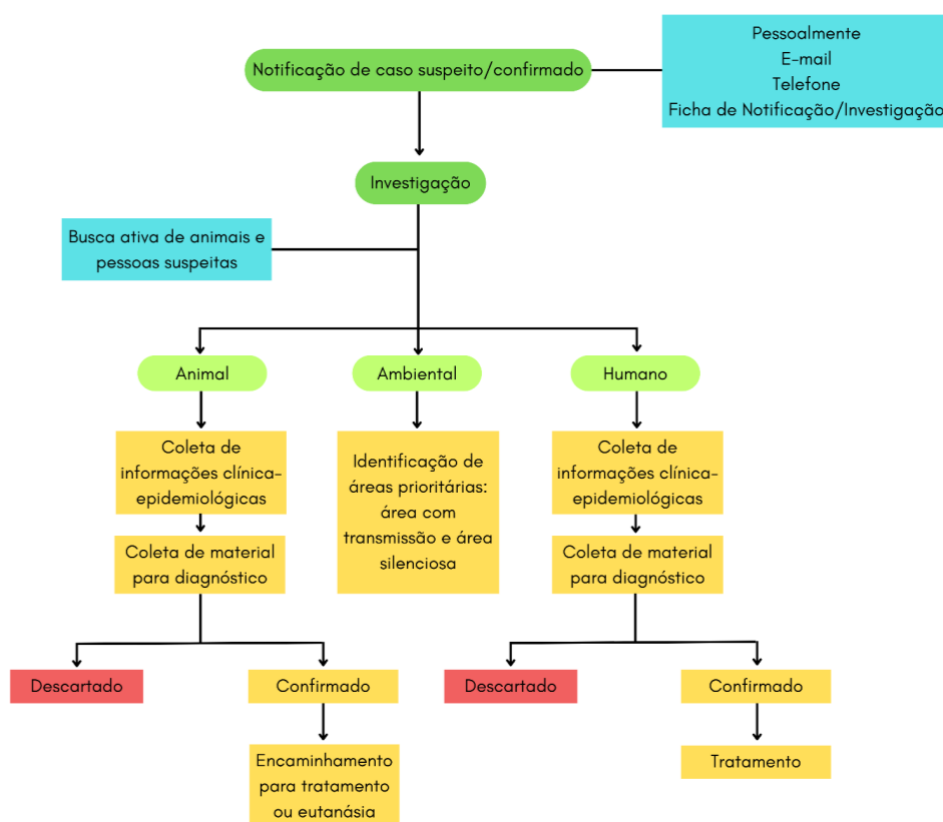 Pessoalmente
E-mail
Telefone
Ficha de Notificação/Investigação
Notificação de caso suspeito/confirmado
Investigação
Busca ativa de animais e
pessoas suspeitas
Animal
Ambiental
Humano
Coleta de
informações clínica-
epidemiológicas
Coleta de material
para diagnóstico
Identificação de
áreas prioritárias:
área com
transmissão e área
silenciosa
Coleta de
informações clínica-
epidemiológicas
Coleta de material
para diagnóstico
Descartado
Confirmado
Descartado
Confirmado
Encaminhamento
para tratamento
ou eutanásia
Tratamento